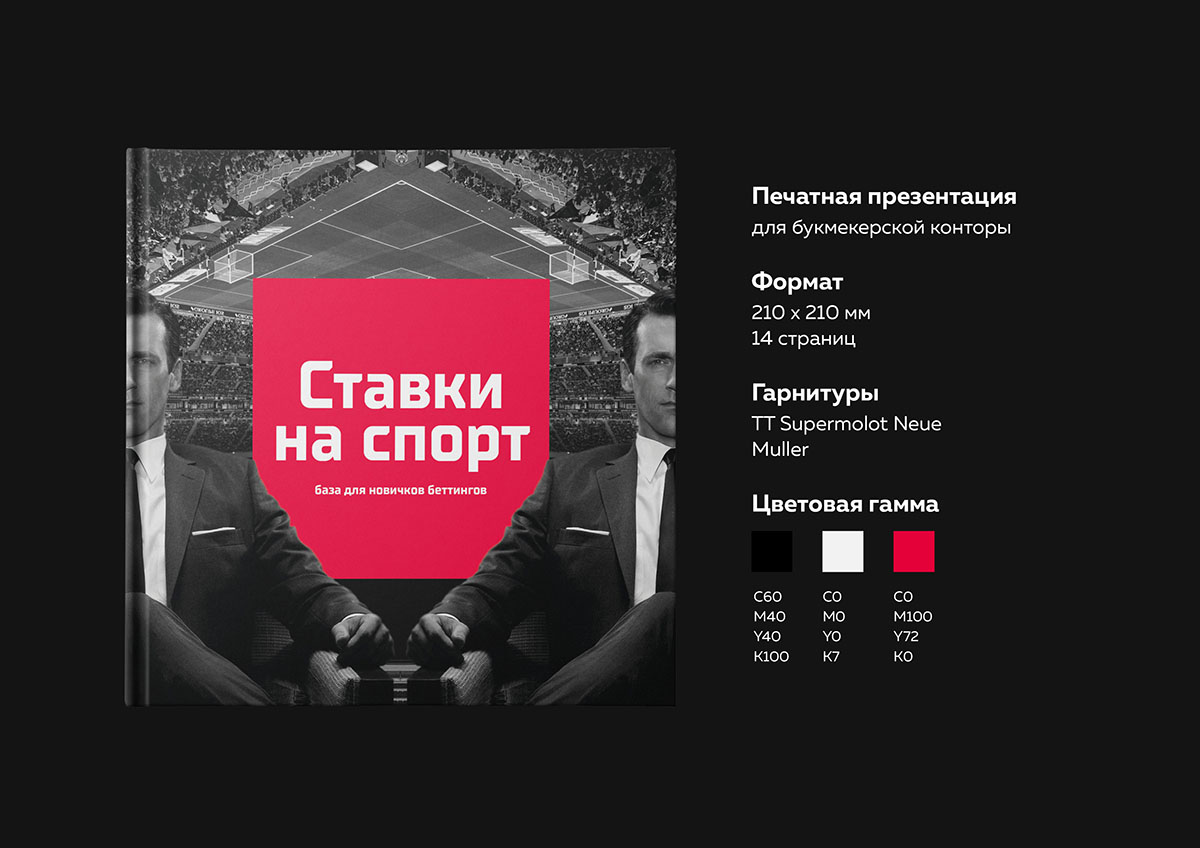 Ставки
на спорт
база для новичков беттингов
Печатная презентация
для букмекерской конторы
Формат
210 х 210 мм
14 страниц
Гарнитуры
TT Supermolot Neue
Muller
Цветовая гамма
C60
M40
Y40
K100
C0
M0
Y0
K7
C0
M100
Y72
K0